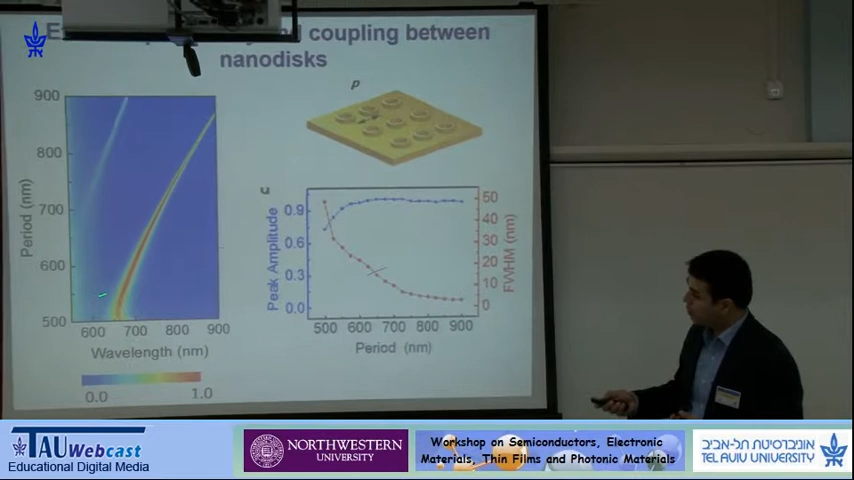 coupling between
nanodisks
900
800
700
600
500
Period (nm)
600
700
800
900
Wavelength (nm)
0.0
1.0
p
0.9
0.6
0.3
0.0
Peak Amplitude
50
40
30
20
10
0
FWHM (nm)
500
600
700
800
900
Period (nm)
TAU Webcast
Educational Digital Media
NORTHWESTERN
UNIVERSITY
Workshop on Semiconductors, Electronic
Materials, Thin Films and Photonic Materials
אוניברסיטת תל-אביב
TEL AVIV UNIVERSITY